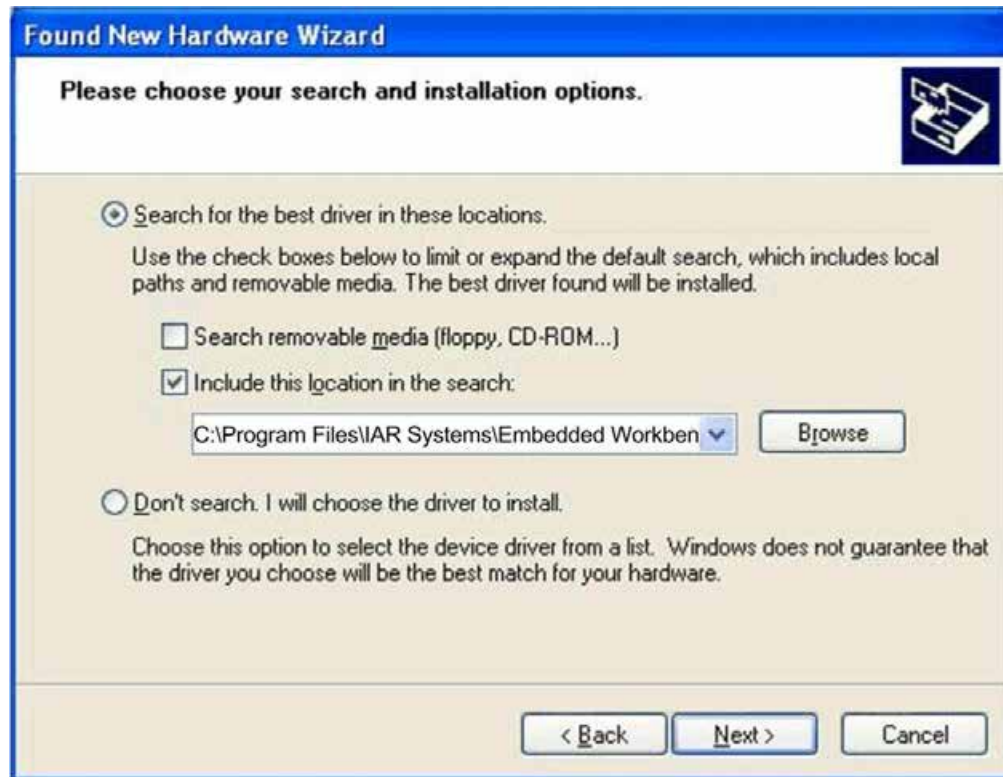 Found New Hardware Wizard
Please choose your search and installation options.
Search for the best driver in these locations.
Use the check boxes below to limit or expand the default search, which includes local
paths and removable media. The best driver found will be installed.
Search removable media (floppy, CD-ROM...)
Include this location in the search:
C:\Program Files\IAR Systems\Embedded Workben
Browse
Don't search. I will choose the driver to install.
Choose this option to select the device driver from a list. Windows does not guarantee that
the driver you choose will be the best match for your hardware.
< Back
Next >
Cancel